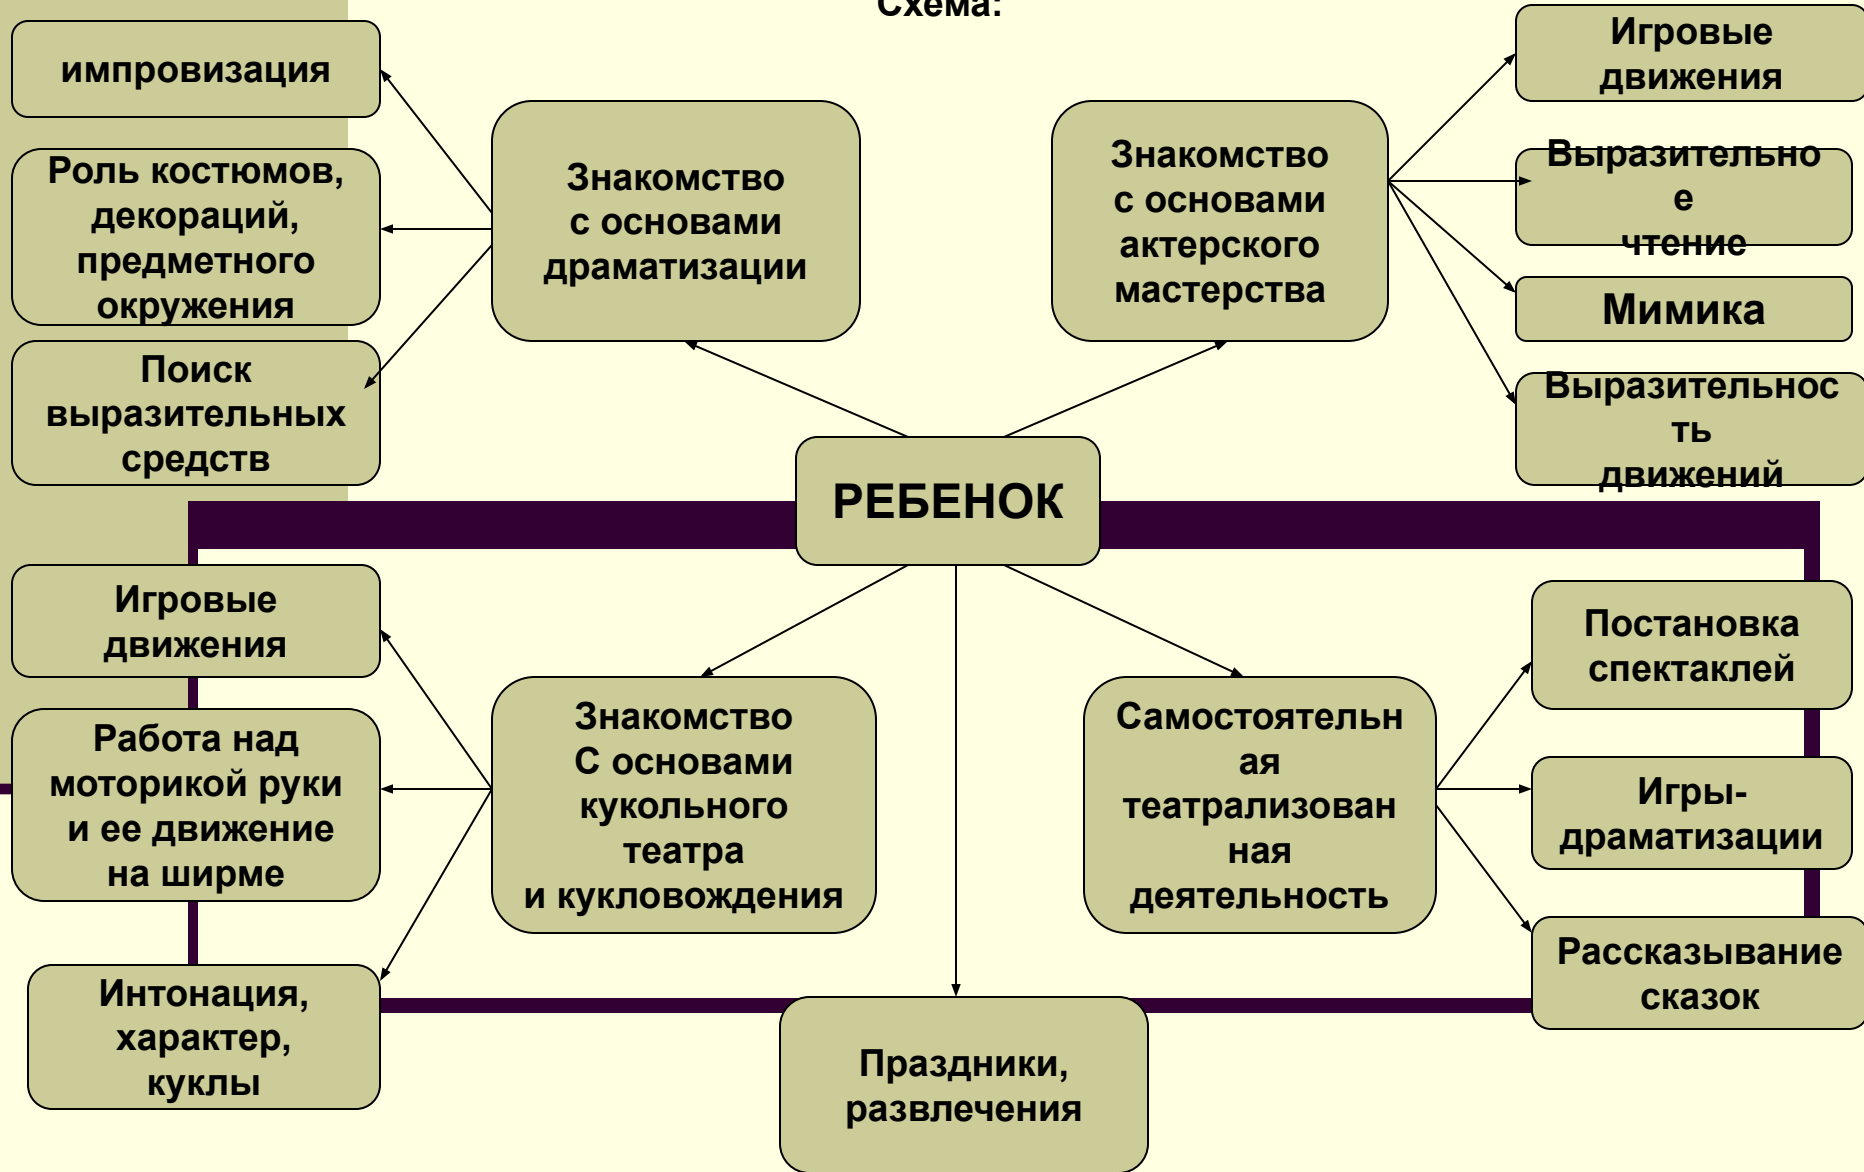 Схема:
импровизация
Роль костюмов,
декораций,
предметного
окружения
Поиск
выразительных
средств
Знакомство
с основами
драматизации
Знакомство
с основами
актерского
мастерства
Игровые
движения
Выразительно
е
чтение
Мимика
Выразительнос
ть
движений
РЕБЕНОК
Игровые
движения
Работа над
моторикой руки
и ее движение
на ширме
Интонация,
характер,
куклы
Знакомство
С основами
кукольного
театра
и кукловождения
Самостоятельн
ая
театрализован
ная
деятельность
Постановка
спектаклей
Игры-
драматизации
Рассказывание
сказок
Праздники,
развлечения